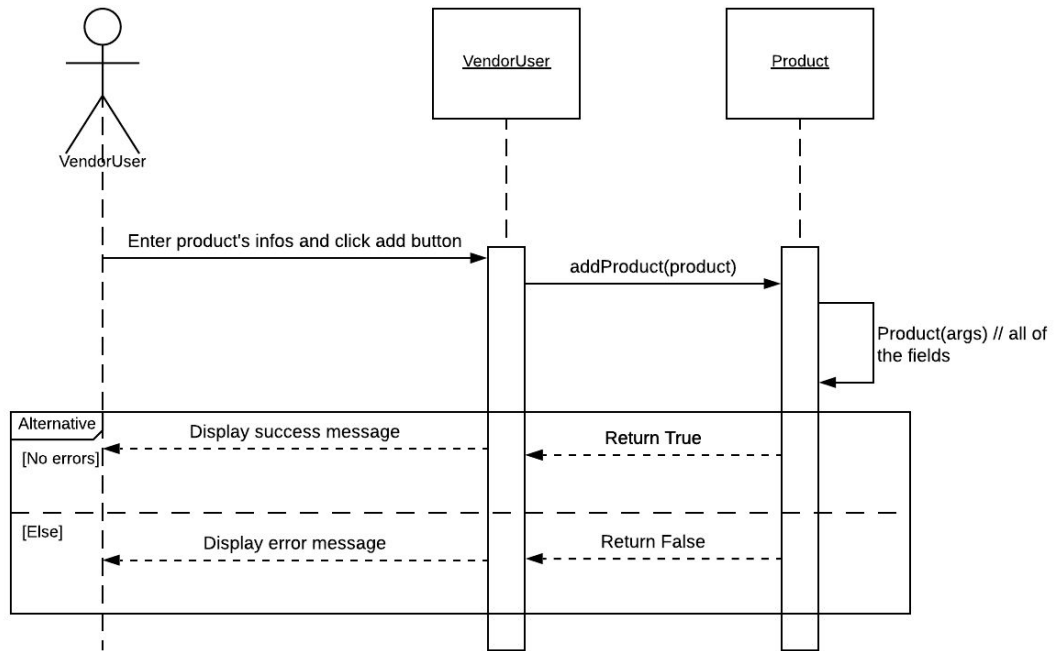 VendorUser
Product
VendorUser
Enter product's infos and click add button
addProduct(product)
Product(args) // all of
the fields
Alternative
[No errors]
Display success message
Return True
[Else]
Display error message
Return False